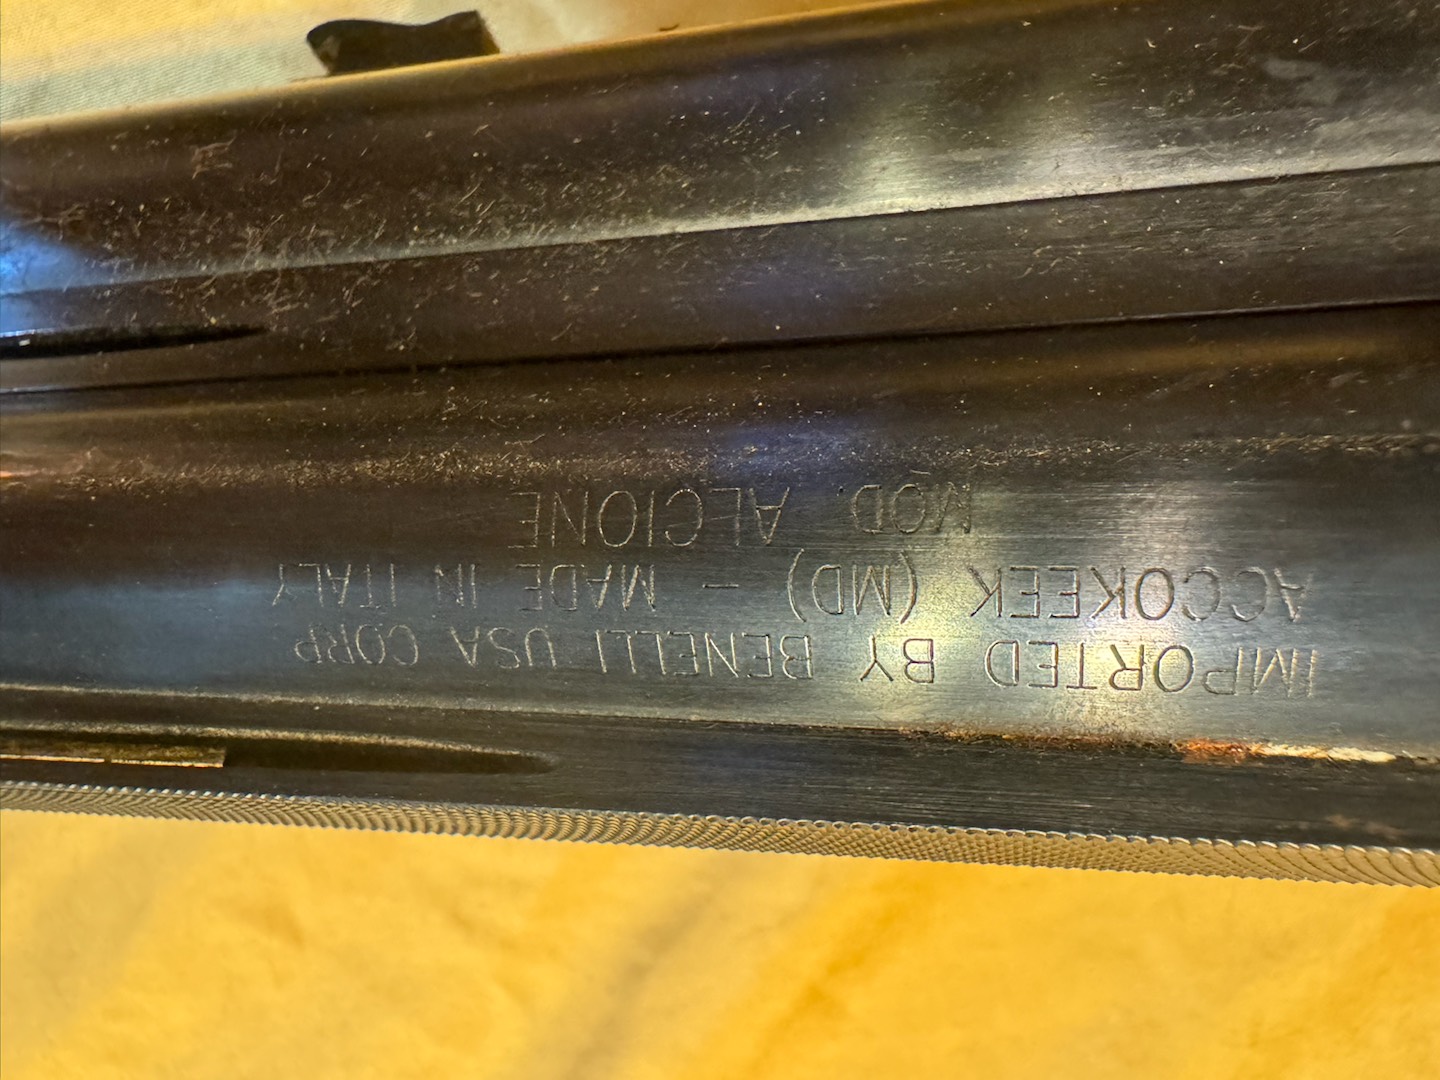 IMPORTED BY BENELLI USA CORP
ACCOKEEK (MD) - MADE IN ITALY
MOD. ALCIONE